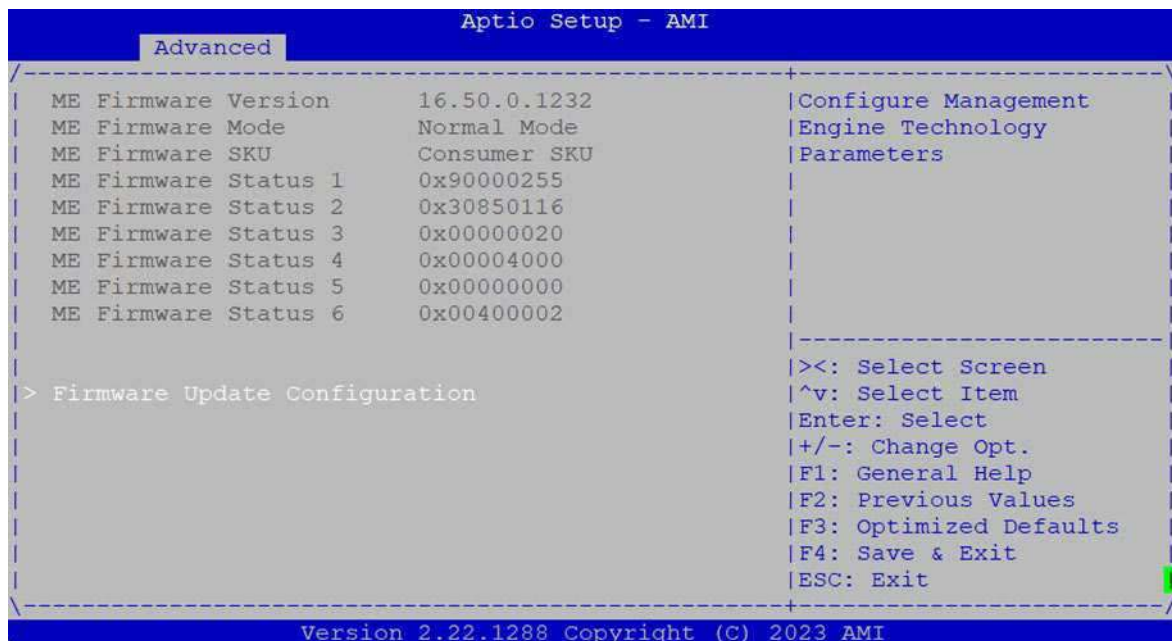 Aptio Setup - AMI
Advanced
ME Firmware Version 16.50.0.1232
ME Firmware Mode Normal Mode
ME Firmware SKU Consumer SKU
ME Firmware Status 1 0x90000255
ME Firmware Status 2 0x30850116
ME Firmware Status 3 0x00000020
ME Firmware Status 4 0x00004000
ME Firmware Status 5 0x00000000
ME Firmware Status 6 0x00400002
> Firmware Update Configuration
Configure Management
Engine Technology
Parameters
><: Select Screen
^v: Select Item
Enter: Select
+/-: Change Opt.
F1: General Help
F2: Previous Values
F3: Optimized Defaults
F4: Save & Exit
ESC: Exit
Version 2.22.1288 Copyright (C) 2023 AMI